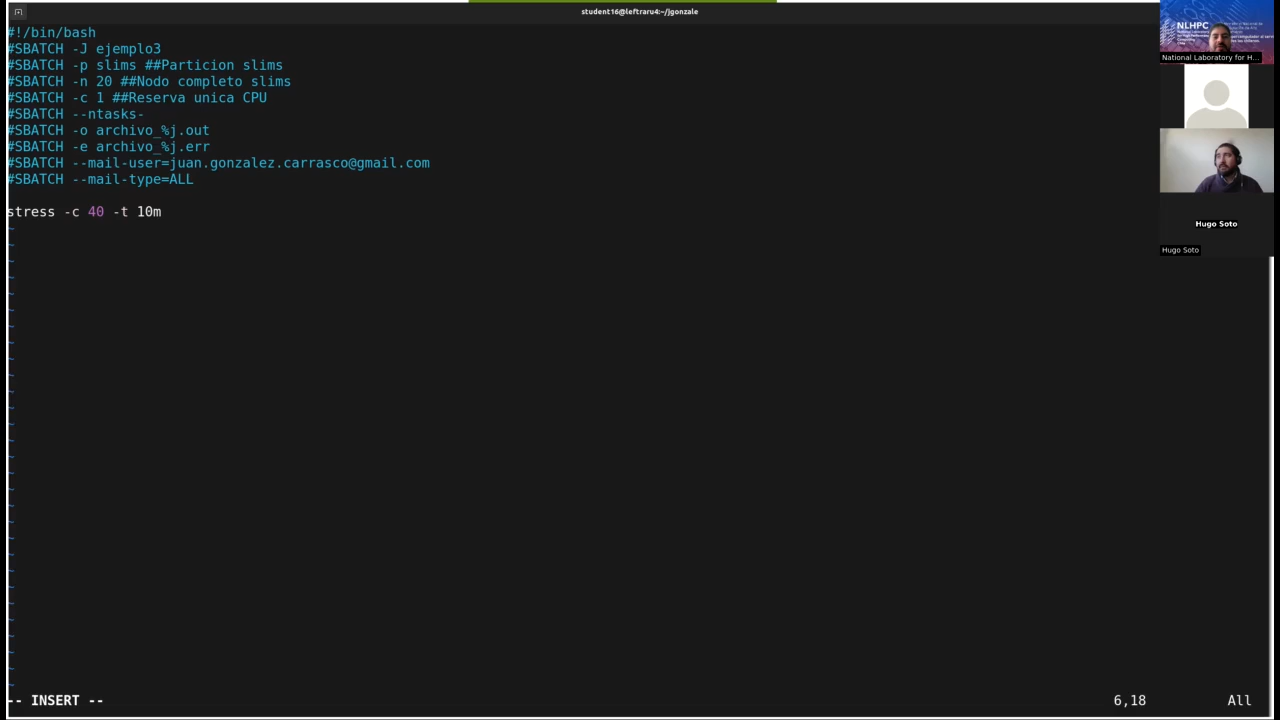 student16@leftraru4:~/jgonzale
#!/bin/bash
#SBATCH -J ejemplo3
#SBATCH -p slims ##Particion slims
#SBATCH -n 20 ##Nodo completo slims
#SBATCH -c 1 ##Reserva unica CPU
#SBATCH --ntasks-
#SBATCH -o archivo_%j.out
#SBATCH -e archivo_%j.err
#SBATCH --mail-user=juan.gonzalez.carrasco@gmail.com
#SBATCH --mail-type=ALL
stress -c 40 -t 10m
-- INSERT --
6,18
All
NLHPC
National Laboratory for H...
Hugo Soto
Hugo Soto